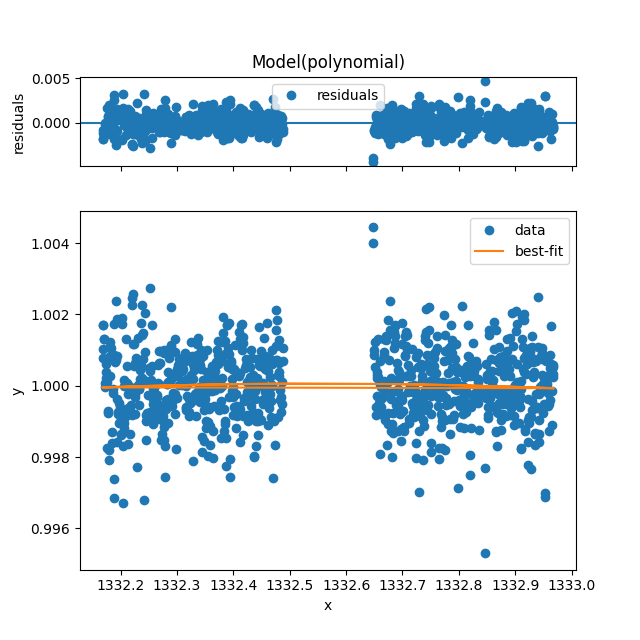 Model(polynomial)
0.005
0.000
residuals
residuals
1.004
1.002
1.000
0.998
0.996
y
data
best-fit
1332.2 1332.3 1332.4 1332.5 1332.6 1332.7 1332.8 1332.9 1333.0
x